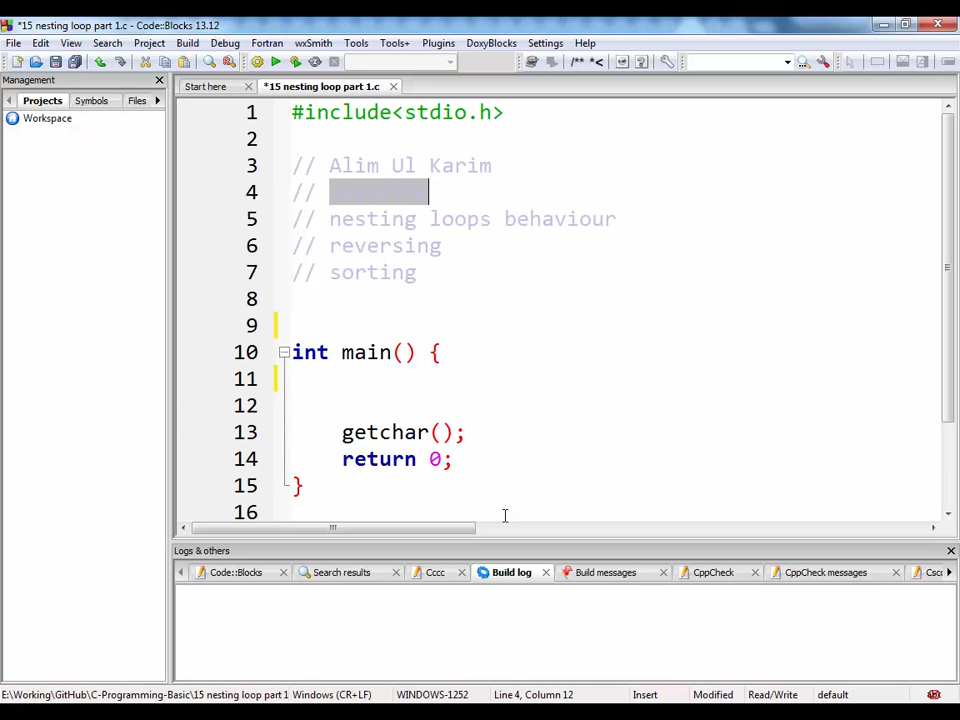 *15 nesting loop part 1.c - Code::Blocks 13.12
File Edit View Search Project Build Debug Fortran wxSmith Tools Tools+ Plugins DoxyBlocks Settings Help
/** *<
Management
Projects Symbols Files
Workspace
Start here *15 nesting loop part 1.c
1 #include<stdio.h>
2
3 // Alim Ul Karim
4 //
5 // nesting loops behaviour
6 // reversing
7 // sorting
8
9
10 int main() {
11
12
13 getchar();
14 return 0;
15 }
16
Logs & others
Code::Blocks Search results Cccc Build log Build messages CppCheck CppCheck messages Csc
E:\Working\GitHub\C-Programming-Basic\15 nesting loop part 1 Windows (CR+LF) WINDOWS-1252 Line 4, Column 12 Insert Modified Read/Write default